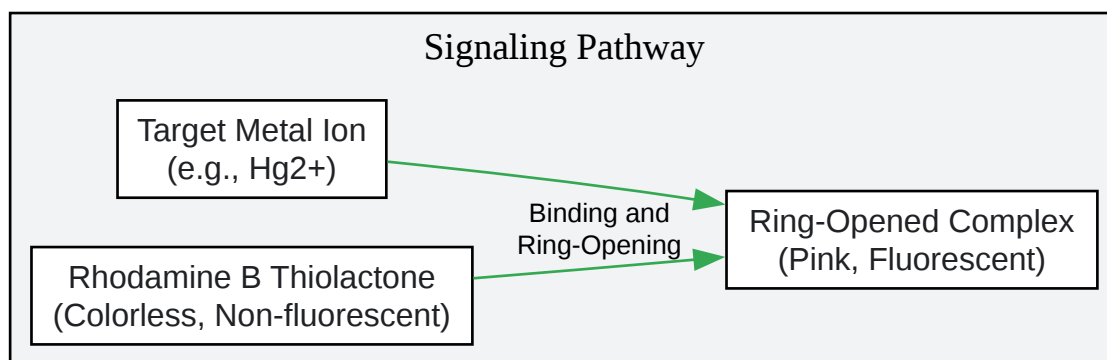 Signaling Pathway
Target Metal Ion
(e.g., Hg2+)
Binding and
Ring-Opening
Ring-Opened Complex
(Pink, Fluorescent)
Rhodamine B Thiolactone
(Colorless, Non-fluorescent)